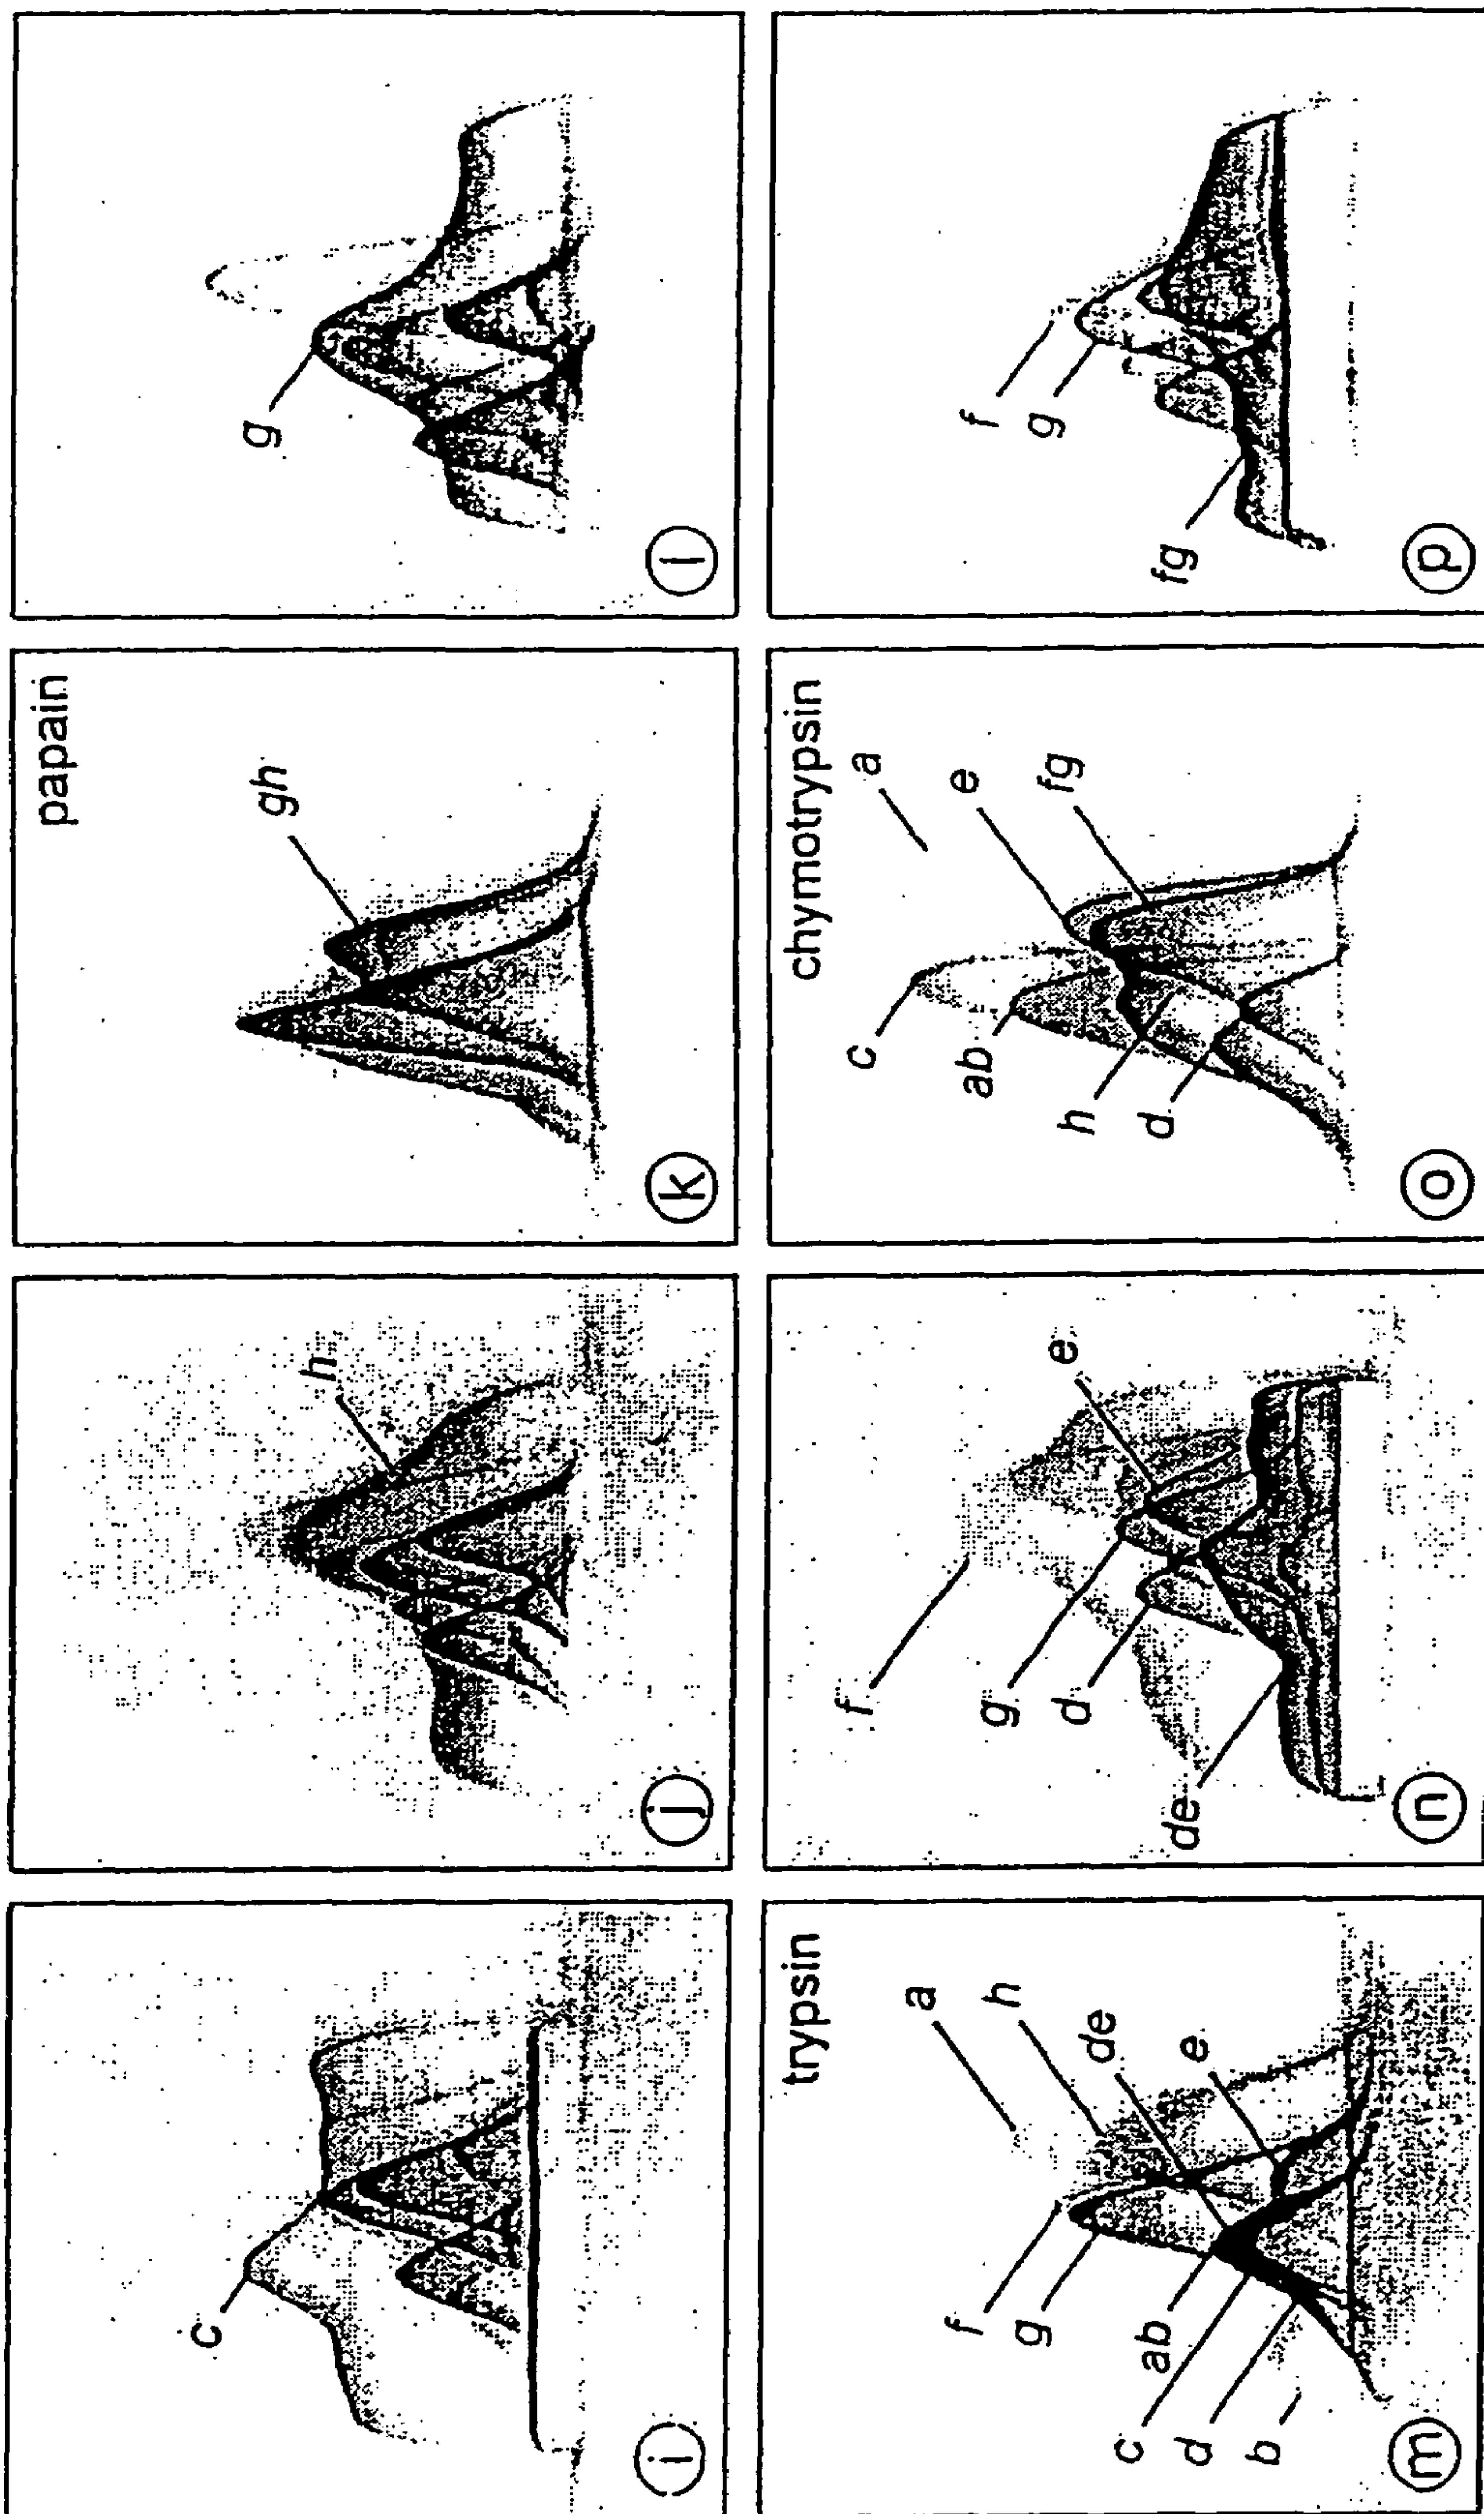 c
i
h
j
papain
gh
k
g
l
trypsin
a
f
h
g
de
ab
c
e
d
b
m
f
g
e
d
de
n
chymotrypsin
c
a
e
ab
fg
h
d
o
f
g
fg
p